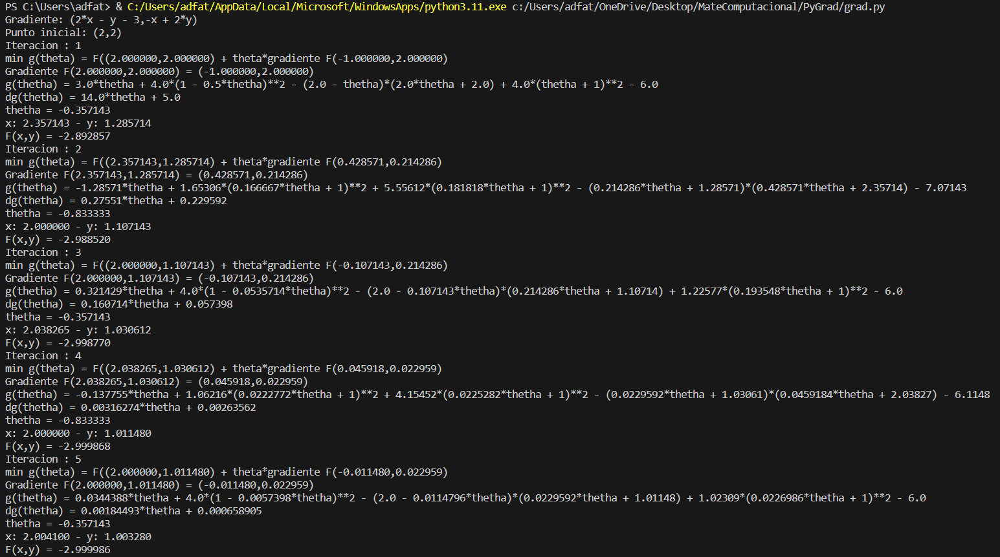 PS C:\Users\adfat> & C:/Users/adfat/AppData/Local/Microsoft/WindowsApps/python3.11.exe c:/Users/adfat/OneDrive/Desktop/MateComputacional/PyGrad/grad.py
Gradiente: (2*x - y - 3,-x + 2*y)
Punto inicial: (2,2)
Iteracion : 1
min g(theta) = F((2.000000,2.000000) + theta*gradiente F(-1.000000,2.000000)
Gradiente F(2.000000,2.000000) = (-1.000000,2.000000)
g(thetha) = 3.0*thetha + 4.0*(1 - 0.5*thetha)**2 - (2.0 - thetha)*(2.0*thetha + 2.0) + 4.0*(thetha + 1)**2 - 6.0
dg(thetha) = 14.0*thetha + 5.0
thetha = -0.357143
x: 2.357143 - y: 1.285714
F(x,y) = -2.892857
Iteracion : 2
min g(theta) = F((2.357143,1.285714) + theta*gradiente F(0.428571,0.214286)
Gradiente F(2.357143,1.285714) = (0.428571,0.214286)
g(thetha) = -1.28571*thetha + 1.65306*(0.166667*thetha + 1)**2 + 5.55612*(0.181818*thetha + 1)**2 - (0.214286*thetha + 1.28571)*(0.428571*thetha + 2.35714) - 7.07143
dg(thetha) = 0.27551*thetha + 0.229592
thetha = -0.833333
x: 2.000000 - y: 1.107143
F(x,y) = -2.988520
Iteracion : 3
min g(theta) = F((2.000000,1.107143) + theta*gradiente F(-0.107143,0.214286)
Gradiente F(2.000000,1.107143) = (-0.107143,0.214286)
g(thetha) = 0.321429*thetha + 4.0*(1 - 0.0535714*thetha)**2 - (2.0 - 0.107143*thetha)*(0.214286*thetha + 1.10714) + 1.22577*(0.193548*thetha + 1)**2 - 6.0
dg(thetha) = 0.160714*thetha + 0.057398
thetha = -0.357143
x: 2.038265 - y: 1.030612
F(x,y) = -2.998770
Iteracion : 4
min g(theta) = F((2.038265,1.030612) + theta*gradiente F(0.045918,0.022959)
Gradiente F(2.038265,1.030612) = (0.045918,0.022959)
g(thetha) = -0.137755*thetha + 1.06216*(0.0222772*thetha + 1)**2 + 4.15452*(0.0225282*thetha + 1)**2 - (0.0229592*thetha + 1.03061)*(0.0459184*thetha + 2.03827) - 6.1148
dg(thetha) = 0.00316274*thetha + 0.00263562
thetha = -0.833333
x: 2.000000 - y: 1.011480
F(x,y) = -2.999868
Iteracion : 5
min g(theta) = F((2.000000,1.011480) + theta*gradiente F(-0.011480,0.022959)
Gradiente F(2.000000,1.011480) = (-0.011480,0.022959)
g(thetha) = 0.0344388*thetha + 4.0*(1 - 0.0057398*thetha)**2 - (2.0 - 0.0114796*thetha)*(0.0229592*thetha + 1.01148) + 1.02309*(0.0226986*thetha + 1)**2 - 6.0
dg(thetha) = 0.00184493*thetha + 0.000658905
thetha = -0.357143
x: 2.004100 - y: 1.003280
F(x,y) = -2.999986